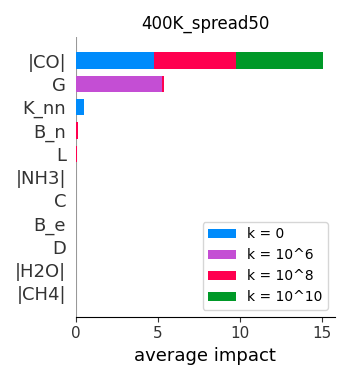 400K_spread50
|CO|
G
K_nn
B_n
L
|NH3|
C
B_e
D
|H2O|
|CH4|
k = 0
k = 10^6
k = 10^8
k = 10^10
0 5 10 15
average impact